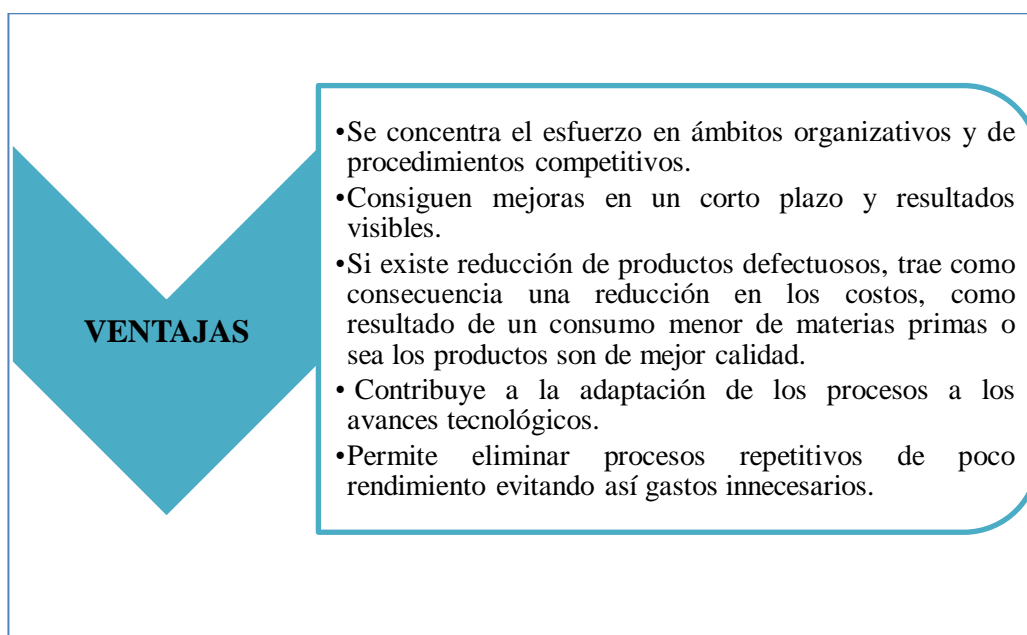 VENTAJAS
•Se concentra el esfuerzo en ámbitos organizativos y de
procedimientos competitivos.
•Consiguen mejoras en un corto plazo y resultados
visibles.
•Si existe reducción de productos defectuosos, trae como
consecuencia una reducción en los costos, como
resultado de un consumo menor de materias primas o
sea los productos son de mejor calidad.
• Contribuye a la adaptación de los procesos a los
avances tecnológicos.
•Permite eliminar procesos repetitivos de poco
rendimiento evitando así gastos innecesarios.